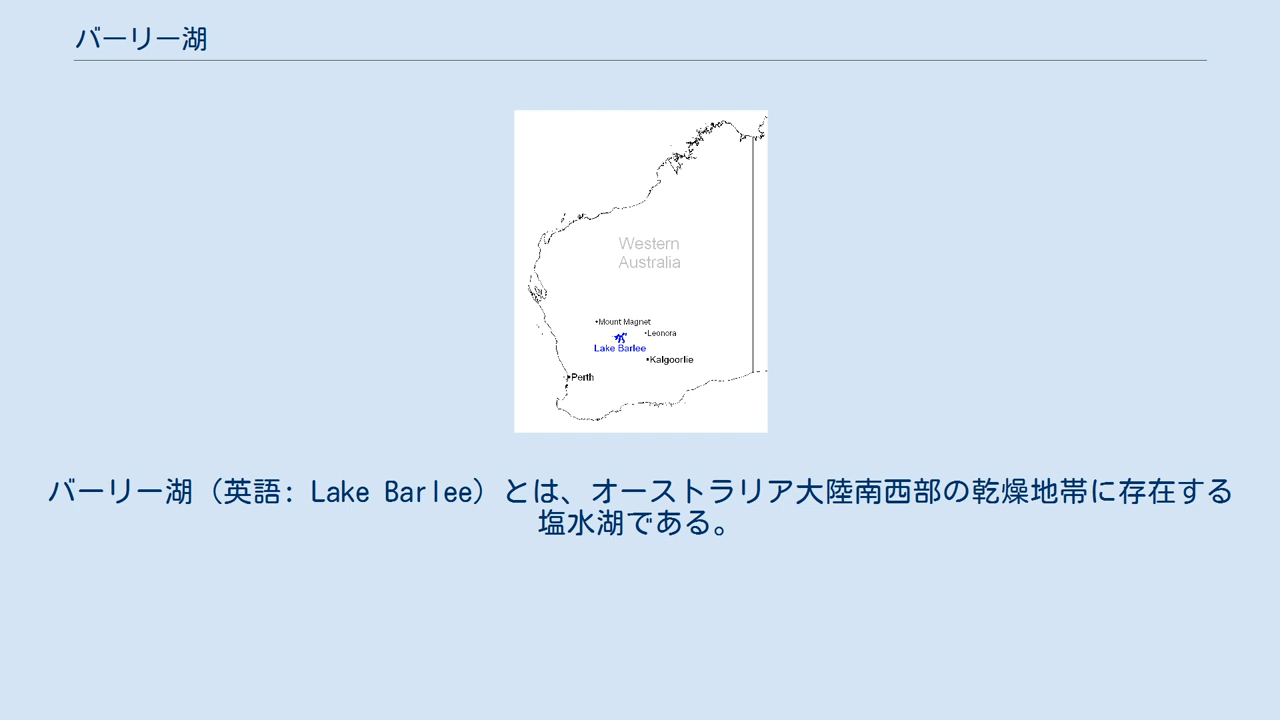 バーリー湖
Western
Australia
•Mount Magnet
•Leonora
Lake Barlee
•Kalgoorlie
•Perth
バーリー湖（英語: Lake Barlee）とは、オーストラリア大陸南西部の乾燥地帯に存在する
塩水湖である。